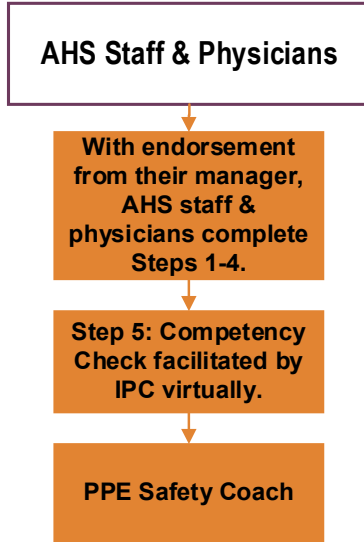 AHS Staff & Physicians
With endorsement
from their manager,
AHS staff &
physicians complete
Steps 1-4.
Step 5: Competency
Check facilitated by
IPC virtually.
PPE Safety Coach